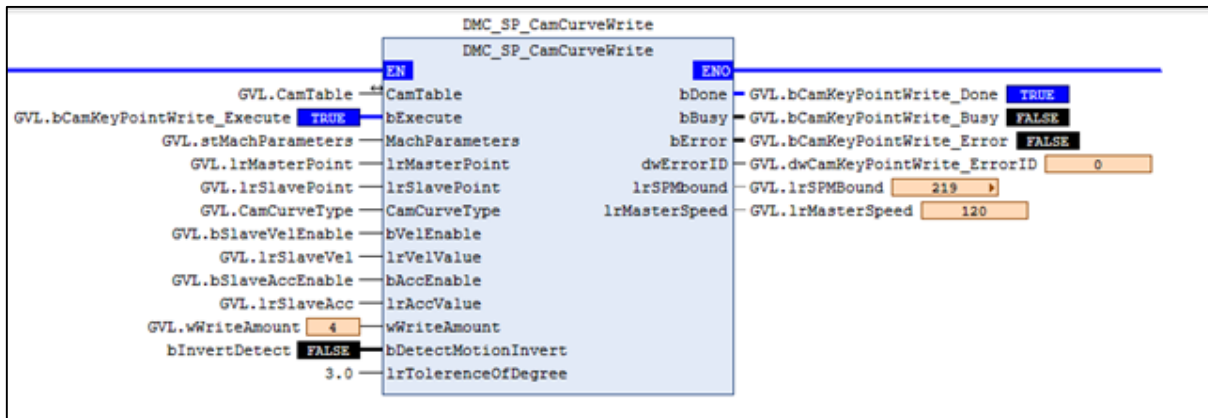 DMC_SP_CamCurveWrite
DMC_SP_CamCurveWrite
EN ENO
GVL.CamTable CamTable bDone GVL.bCamKeyPointWrite_Done TRUE
GVL.bCamKeyPointWrite_Execute TRUE bExecute bBusy GVL.bCamKeyPointWrite_Busy FALSE
GVL.stMachParameters MachParameters bError GVL.bCamKeyPointWrite_Error FALSE
GVL.lrMasterPoint lrMasterPoint dwErrorID GVL.dwCamKeyPointWrite_ErrorID 0
GVL.lrSlavePoint lrSlavePoint lrSPMbound GVL.lrSPMBound 219
GVL.CamCurveType CamCurveType lrMasterSpeed GVL.lrMasterSpeed 120
GVL.bSlaveVelEnable bVelEnable
GVL.lrSlaveVel lrVelValue
GVL.bSlaveAccEnable bAccEnable
GVL.lrSlaveAcc lrAccValue
GVL.wWriteAmount 4 wWriteAmount
bInvertDetect FALSE bDetectMotionInvert
3.0 lrTolerenceOfDegree